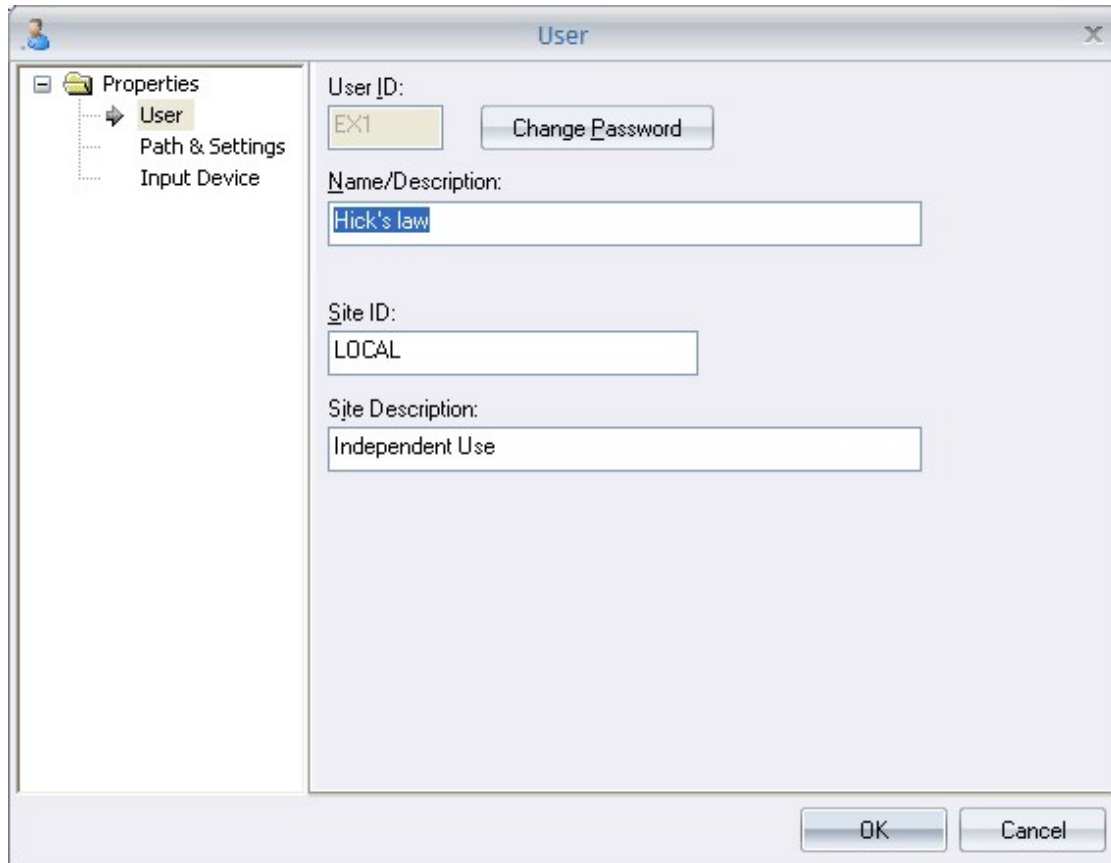 User
Properties
User
Path & Settings
Input Device
User ID:
EX1
Change Password
Name/Description:
Hick's law
Site ID:
LOCAL
Site Description:
Independent Use
OK
Cancel